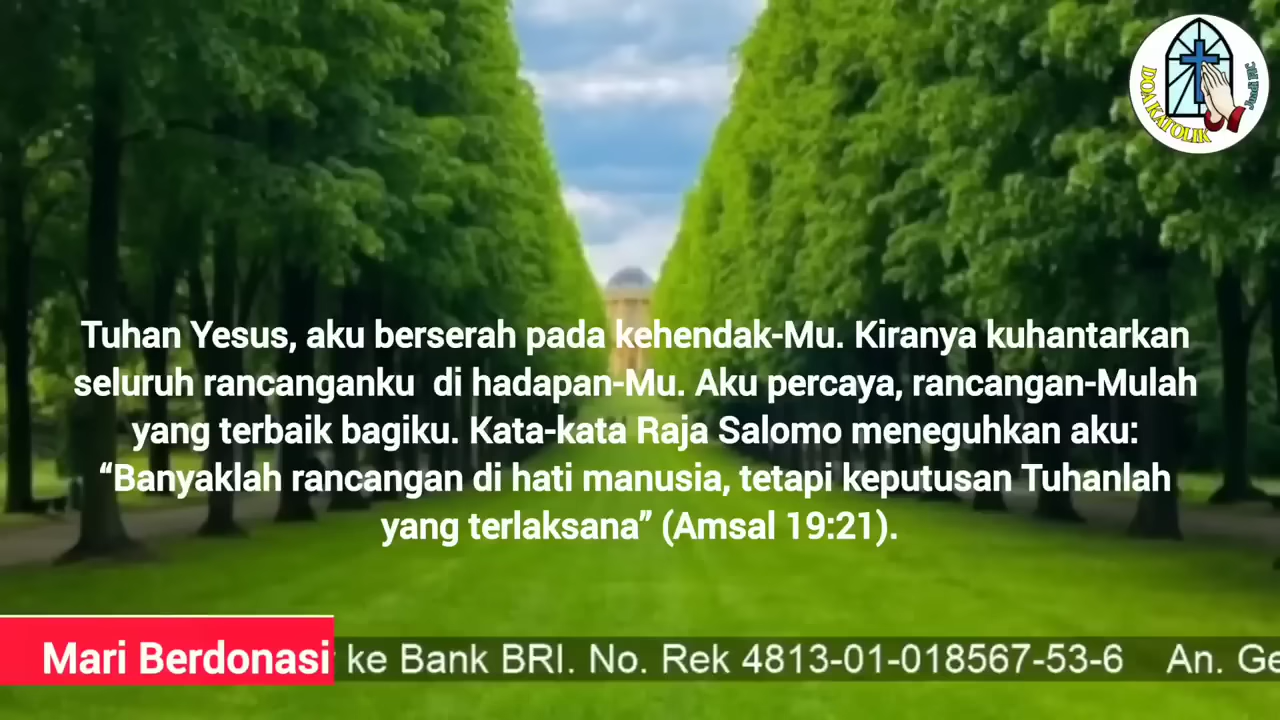 DOA KATOLIK
Tuhan Yesus, aku berserah pada kehendak-Mu. Kiranya kuhantarkan
seluruh rancanganku di hadapan-Mu. Aku percaya, rancangan-Mulah
yang terbaik bagiku. Kata-kata Raja Salomo meneguhkan aku:
“Banyaklah rancangan di hati manusia, tetapi keputusan Tuhanlah
yang terlaksana” (Amsal 19:21).
Mari Berdonasi ke Bank BRI. No. Rek 4813-01-018567-53-6 An.